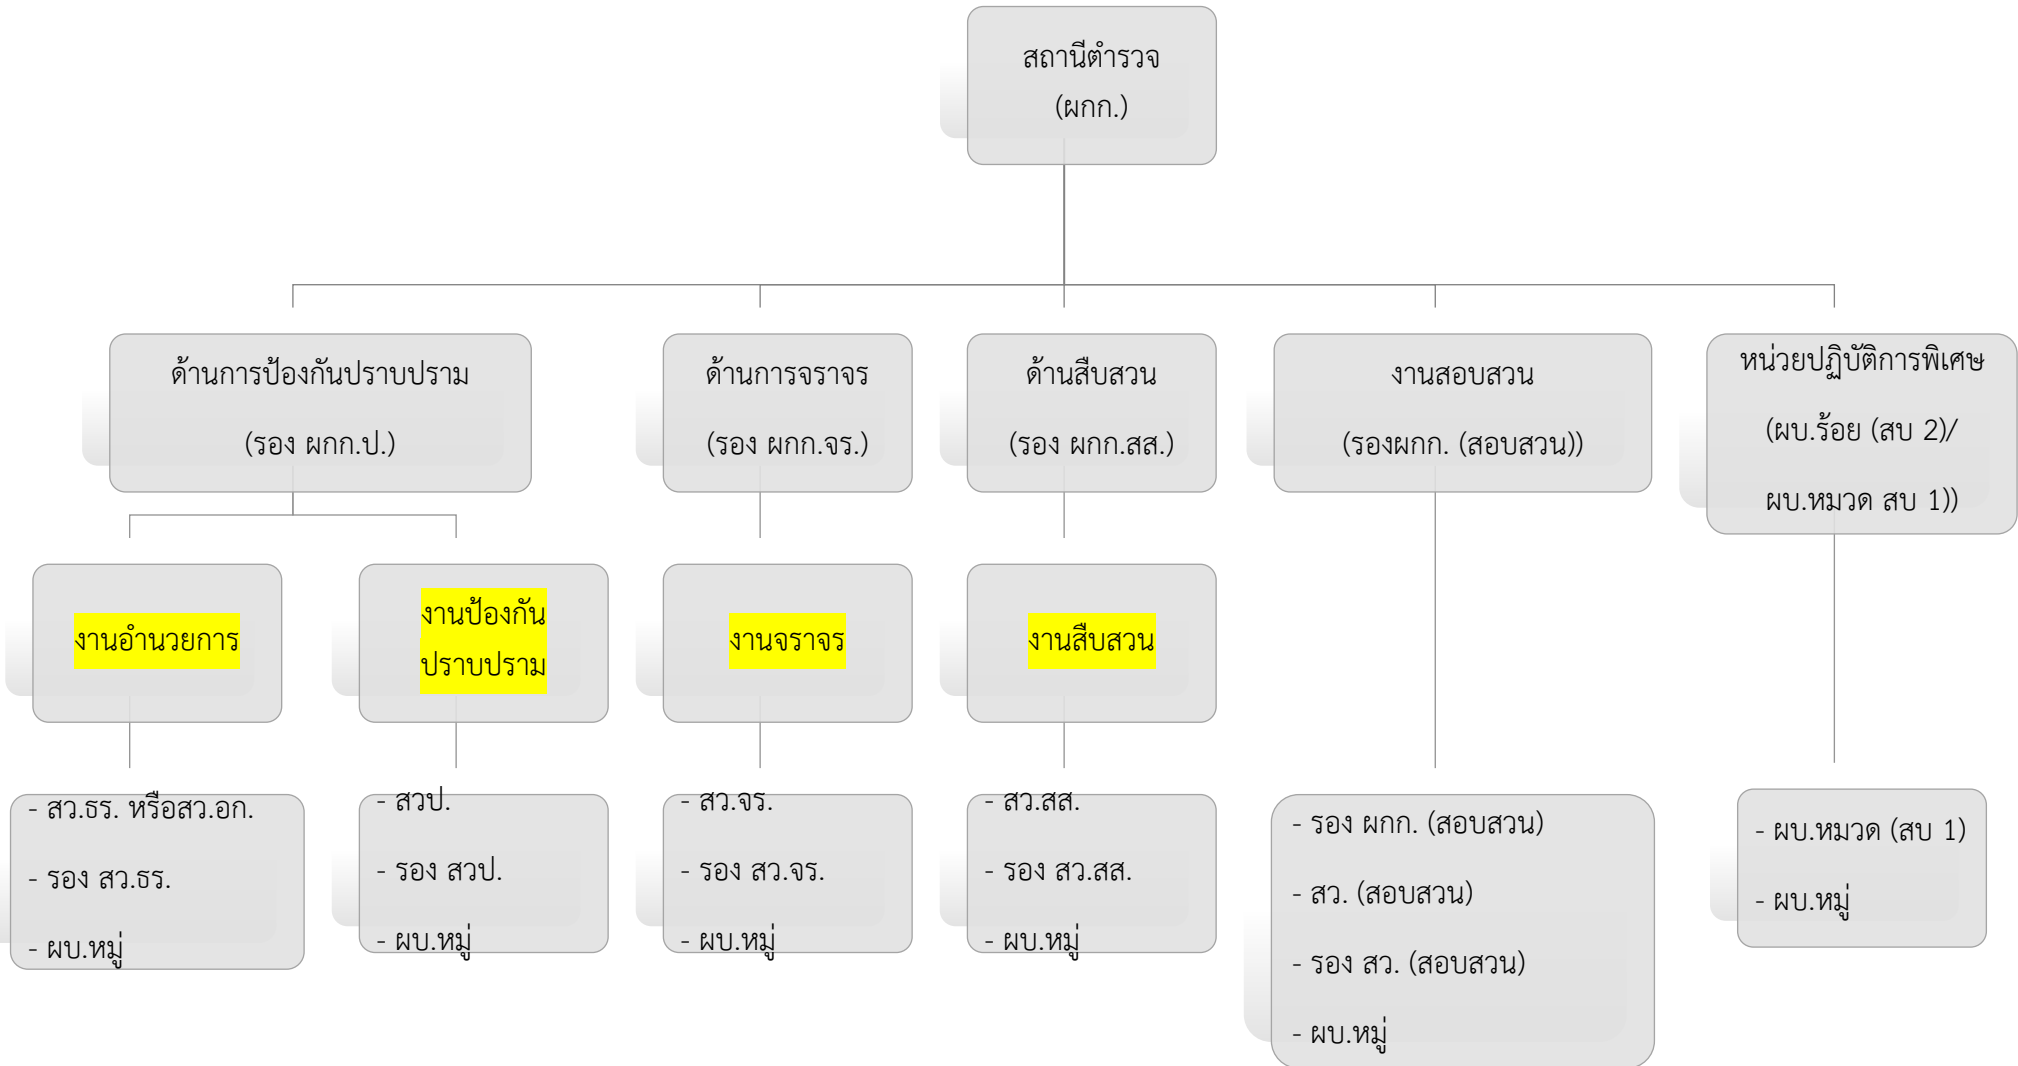 สถานีตำรวจ
(ผกก.)
ด้านการป้องกันปราบปราม
(รอง ผกก.ป.)
ด้านการจราจร
(รอง ผกก.จร.)
ด้านสืบสวน
(รอง ผกก.สส.)
งานสอบสวน
(รองผกก. (สอบสวน))
หน่วยปฏิบัติการพิเศษ
(ผบ.ร้อย (สบ 2)/
ผบ.หมวด สบ 1))
งานอำนวยการ
งานป้องกัน
ปราบปราม
งานจราจร
งานสืบสวน
- สว.ธร. หรือสว.อก.
- รอง สว.ธร.
- ผบ.หมู่
- สวป.
- รอง สวป.
- ผบ.หมู่
- สว.จร.
- รอง สว.จร.
- ผบ.หมู่
- สว.สส.
- รอง สว.สส.
- ผบ.หมู่
- รอง ผกก. (สอบสวน)
- สว. (สอบสวน)
- รอง สว. (สอบสวน)
- ผบ.หมู่
- ผบ.หมวด (สบ 1)
- ผบ.หมู่